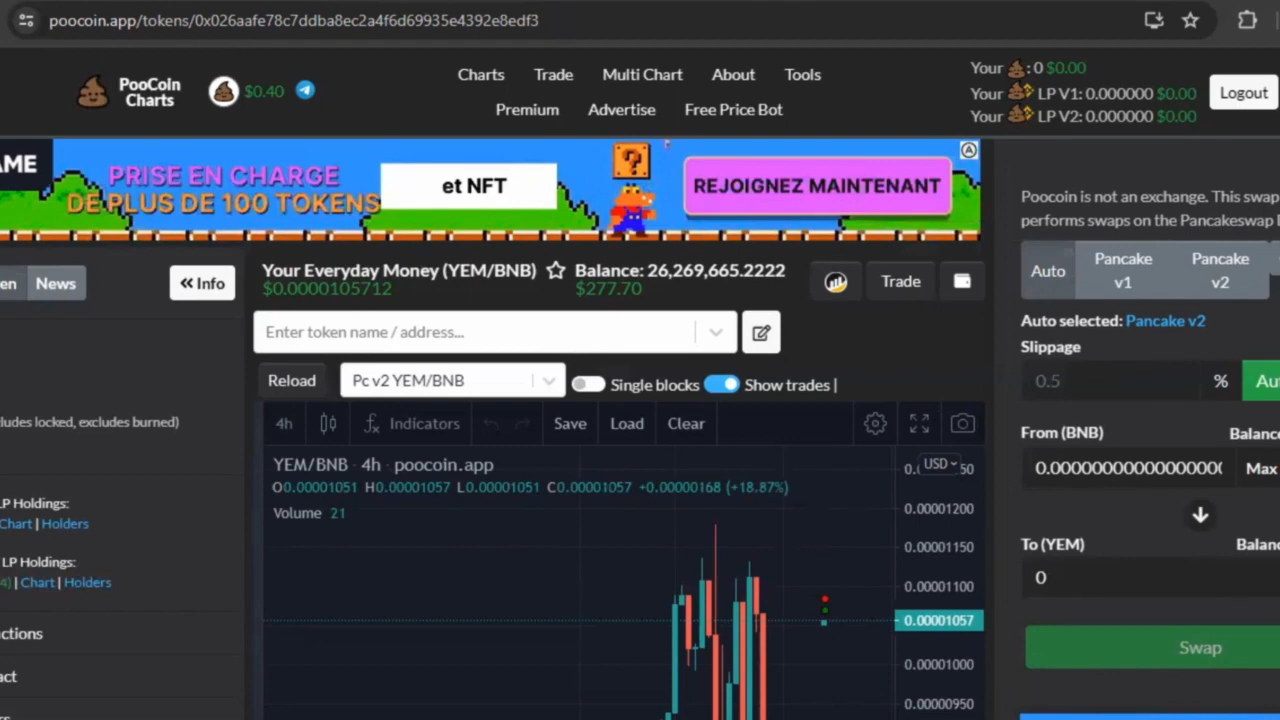 poocoin.app/tokens/0x026aafe78c7ddba8ec2a4f6d69935e4392e8edf3
PooCoin
Charts
$0.40
Charts
Trade
Multi Chart
About
Tools
Premium
Advertise
Free Price Bot
Your : 0 $0.00
Your LP V1: 0.000000 $0.00
Your LP V2: 0.000000 $0.00
Logout
AME
PRISE EN CHARGE
DE PLUS DE 100 TOKENS
et NFT
?
REJOIGNEZ MAINTENANT
Poocoin is not an exchange. This swap
performs swaps on the Pancakeswap
en
News
« Info
Your Everyday Money (YEM/BNB)
$0.0000105712
Balance: 26,269,665.2222
$277.70
Trade
Auto
Pancake
v1
Pancake
v2
Auto selected: Pancake v2
Slippage
0.5
%
Au
Enter token name / address...
Reload
Pc v2 YEM/BNB
Single blocks
Show trades |
4h
Indicators
Save
Load
Clear
YEM/BNB · 4h · poocoin.app
O0.00001051 H0.00001057 L0.00001051 C0.00001057 +0.00000168 (+18.87%)
Volume 21
USD
0.00001200
0.00001150
0.00001100
0.00001057
0.00001000
0.00000950
ludes locked, excludes burned)
LP Holdings:
Chart | Holders
LP Holdings:
4) | Chart | Holders
ctions
act
From (BNB)
Balance
0.0000000000000000
Max
To (YEM)
Balan
0
Swap